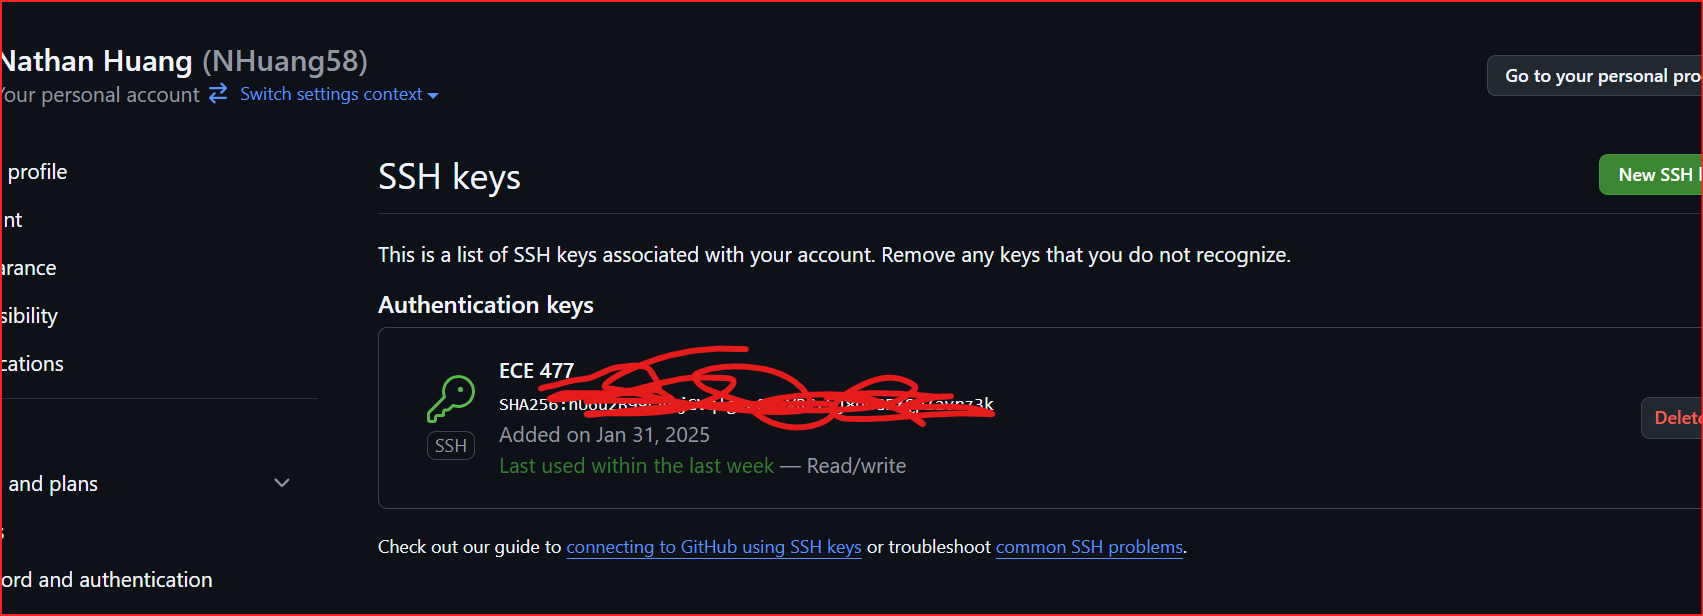 Nathan Huang (NHuang58)
Your personal account Switch settings context
Go to your personal pro
profile
nt
arance
sibility
cations
and plans
s
ord and authentication
SSH keys
New SSH
This is a list of SSH keys associated with your account. Remove any keys that you do not recognize.
Authentication keys
ECE 477
SSH
Added on Jan 31, 2025
Last used within the last week — Read/write
Delete
Check out our guide to connecting to GitHub using SSH keys or troubleshoot common SSH problems.